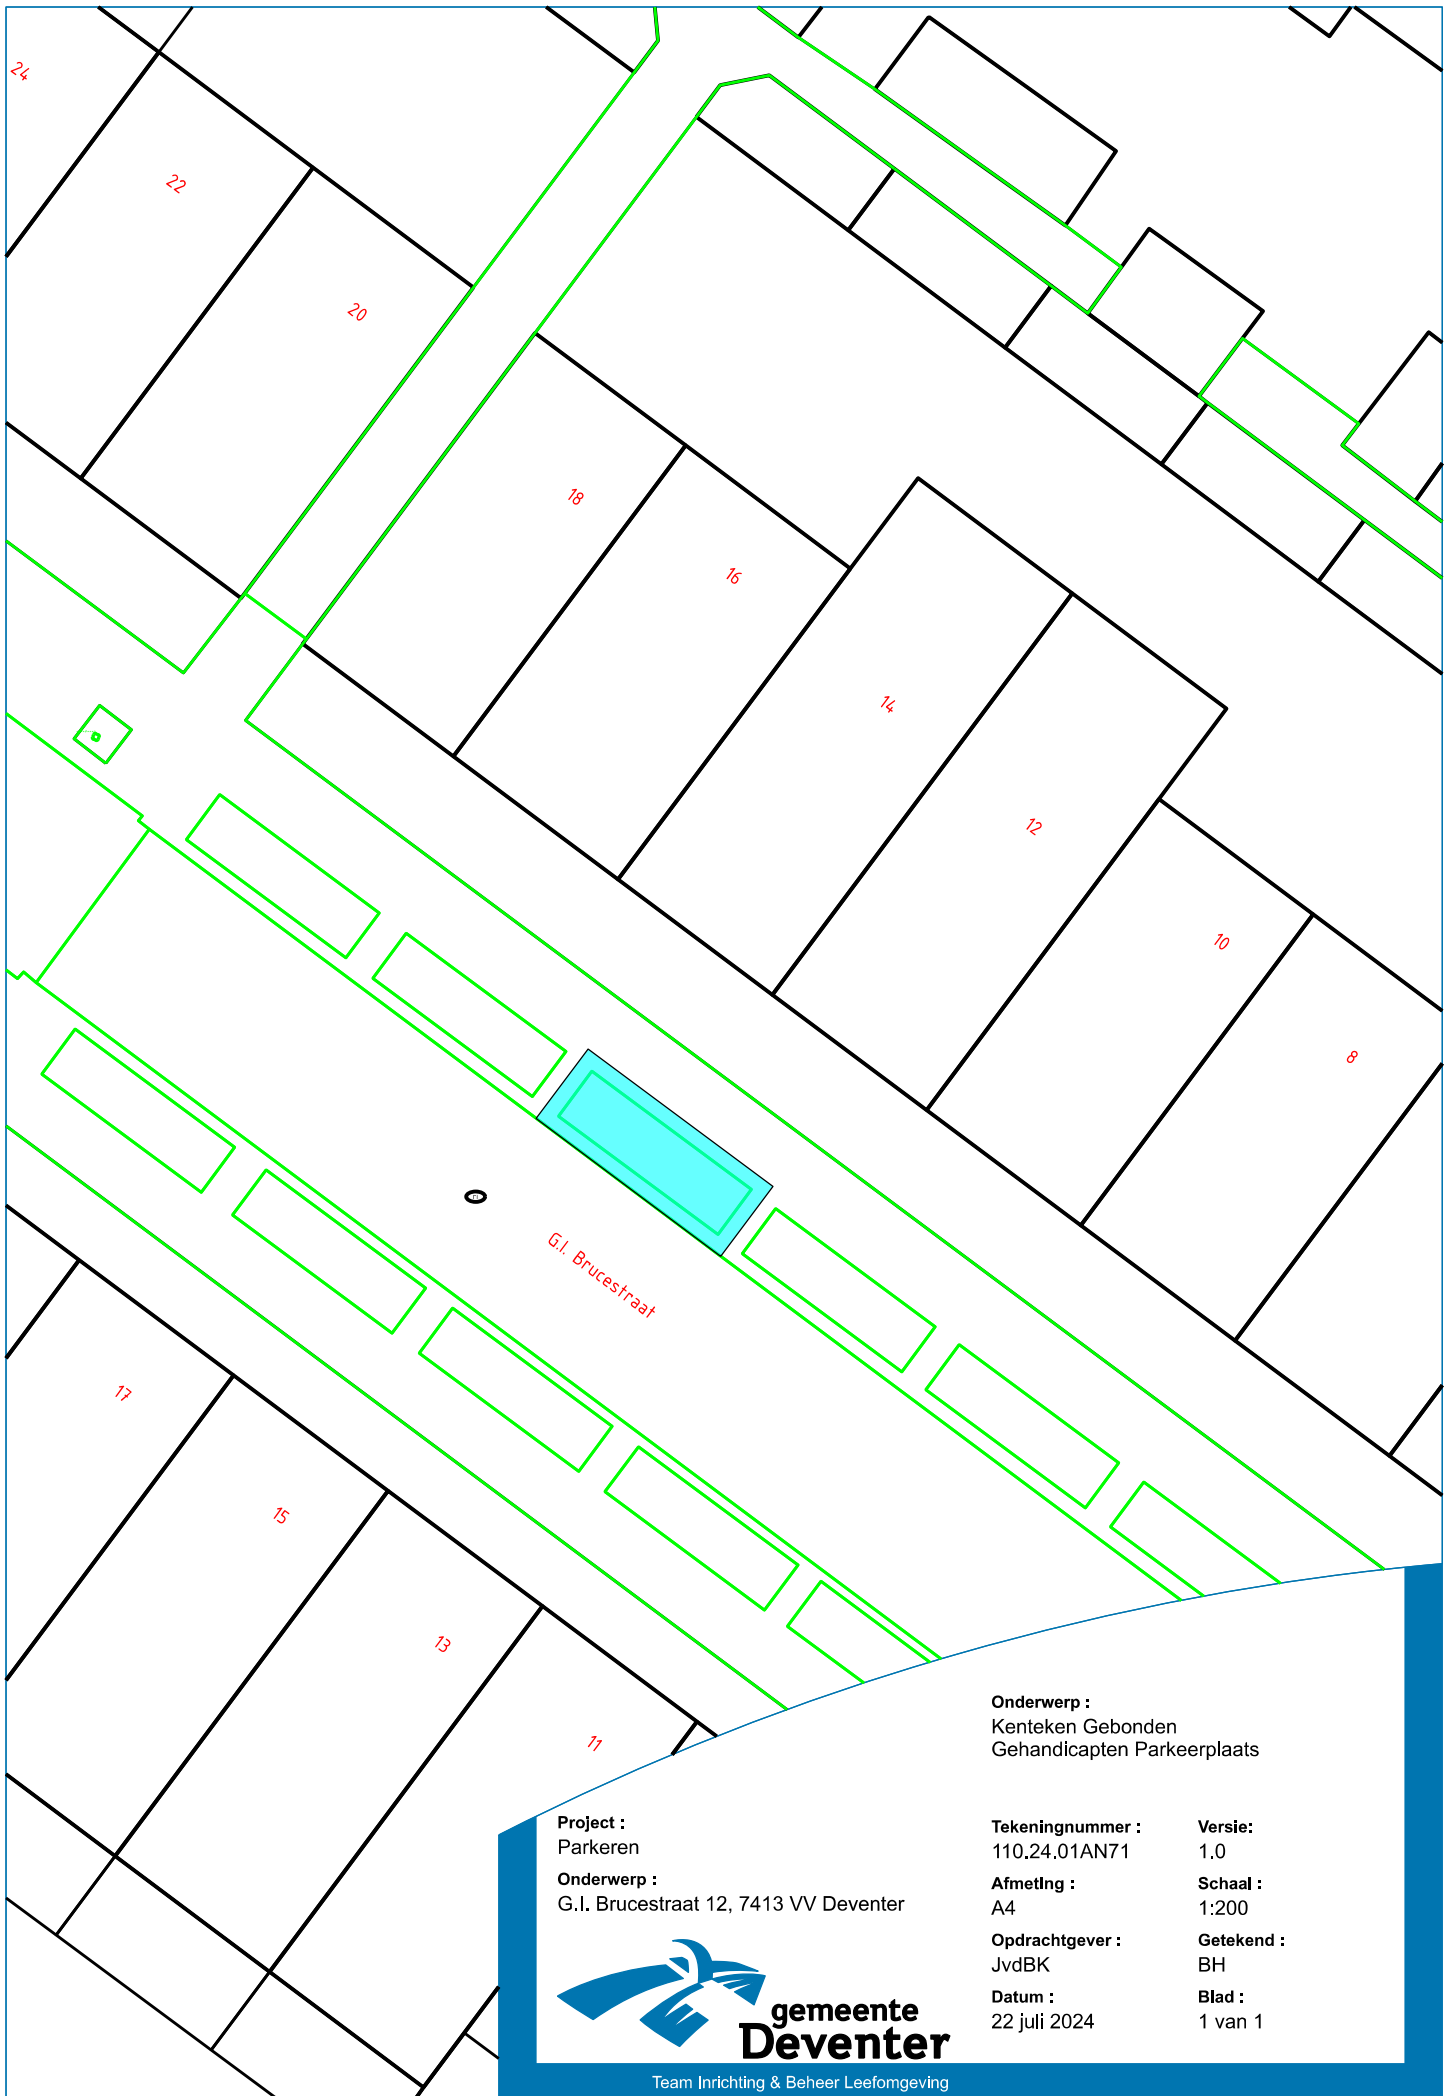 24
22
20
18
16
14
12
10
8
G.I. Brucestraat
17
15
13
11
Onderwerp :
Kenteken Gebonden
Gehandicapten Parkeerplaats
Project :
Parkeren
Onderwerp :
G.I. Brucestraat 12, 7413 VV Deventer
Tekeningnummer : Versie:
110.24.01AN71 1.0
Afmeting : Schaal :
A4 1:200
Opdrachtgever : Getekend :
JvdBK BH
Datum : Blad :
22 juli 2024 1 van 1
gemeente
Deventer
Team Inrichting & Beheer Leefomgeving